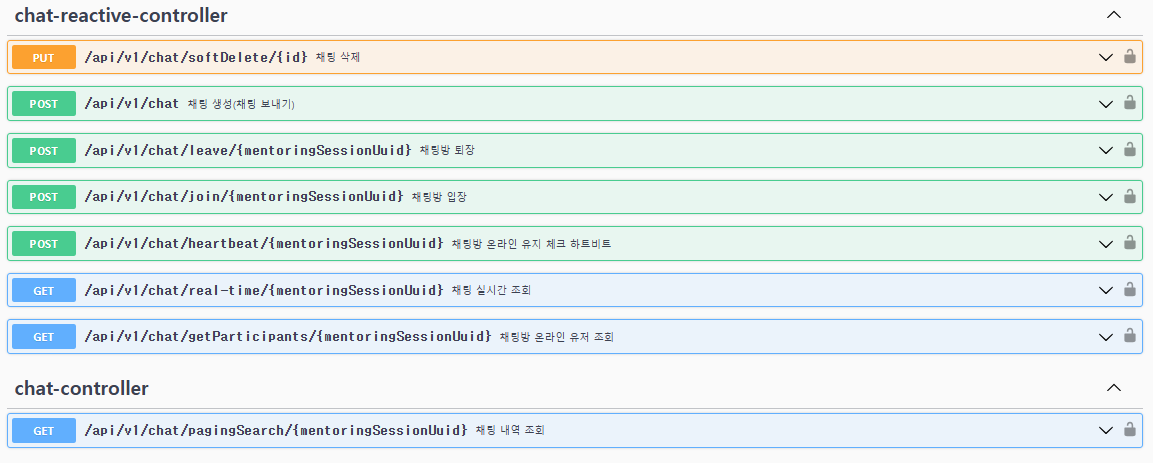 chat-reactive-controller
PUT /api/v1/chat/softDelete/{id} 채팅 삭제
POST /api/v1/chat 채팅 생성(채팅 보내기)
POST /api/v1/chat/leave/{mentoringSessionUuid} 채팅방 퇴장
POST /api/v1/chat/join/{mentoringSessionUuid} 채팅방 입장
POST /api/v1/chat/heartbeat/{mentoringSessionUuid} 채팅방 온라인 유지 체크 하트비트
GET /api/v1/chat/real-time/{mentoringSessionUuid} 채팅 실시간 조회
GET /api/v1/chat/getParticipants/{mentoringSessionUuid} 채팅방 온라인 유저 조회
chat-controller
GET /api/v1/chat/pagingSearch/{mentoringSessionUuid} 채팅 내역 조회